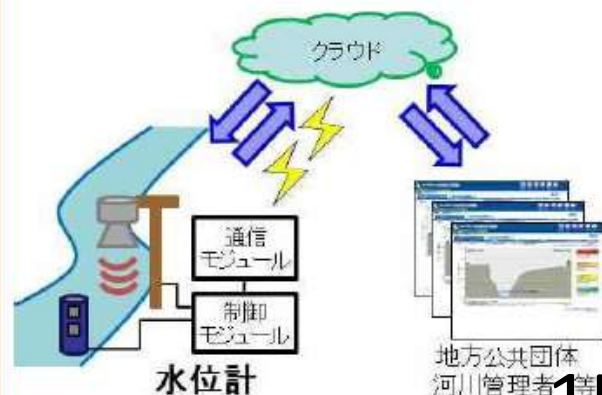 クラウド
通信
モジュール
制御
モジュール
水位計
地方公共団体
河川管理者 等